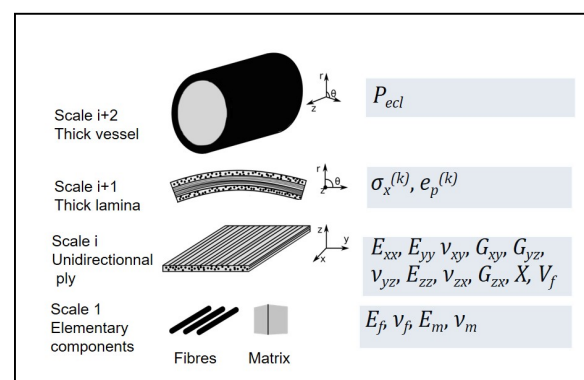 r
θ
z
Scale i+2
Thick vessel
P_ecl
r
θ
z
Scale i+1
Thick lamina
σ_x^(k), e_p^(k)
z
y
x
Scale i
Unidirectionnal
ply
E_xx, E_yy ν_xy, G_xy, G_yz,
ν_yz, E_zz, ν_zx, G_zx, X, V_f
Scale 1
Elementary
components
Fibres Matrix
E_f, ν_f, E_m, ν_m